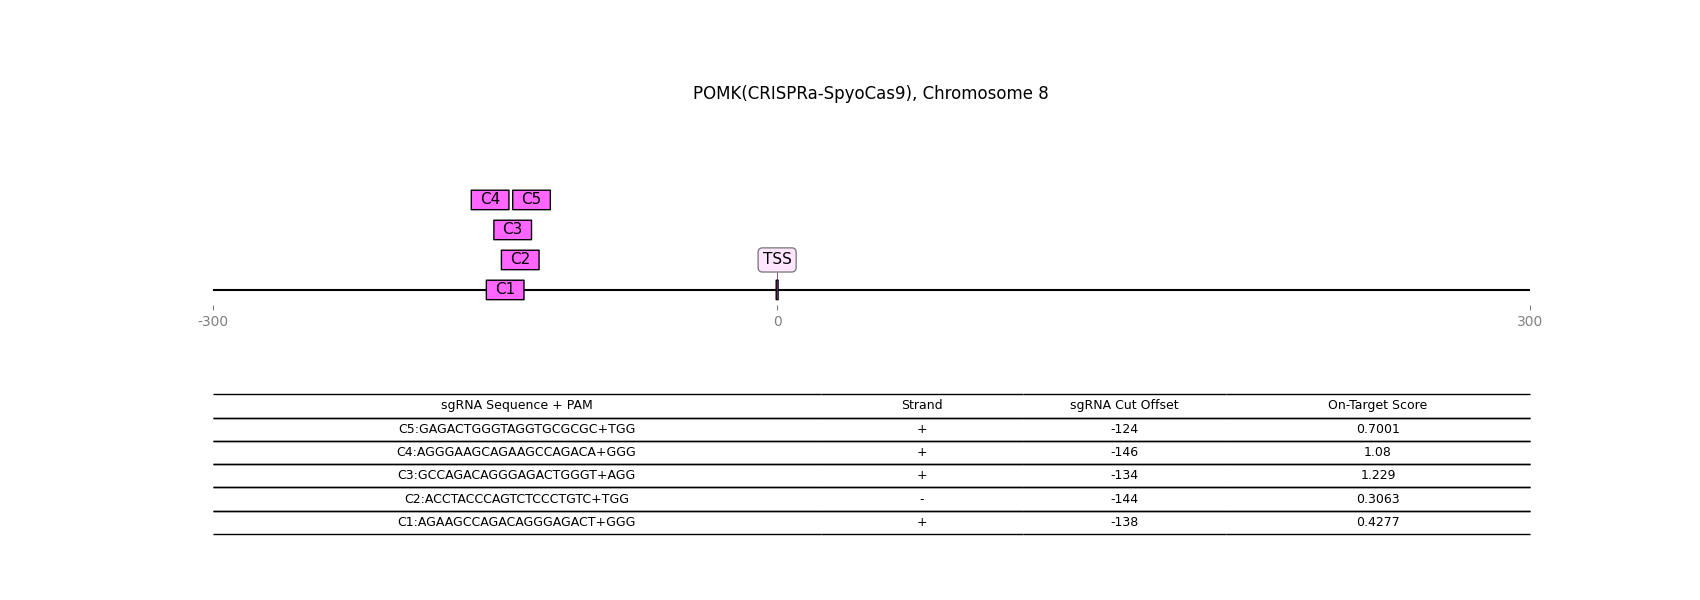 POMK(CRISPRa-SpyoCas9), Chromosome 8
C4 C5
C3
C2 TSS
C1
-300 0 300
sgRNA Sequence + PAM Strand sgRNA Cut Offset On-Target Score
C5:GAGACTGGGTAGGTGCGCGC+TGG + -124 0.7001
C4:AGGGAAGCAGAAGCCAGACA+GGG + -146 1.08
C3:GCCAGACAGGGAGACTGGGT+AGG + -134 1.229
C2:ACCTACCCAGTCTCCCTGTC+TGG - -144 0.3063
C1:AGAAGCCAGACAGGGAGACT+GGG + -138 0.4277